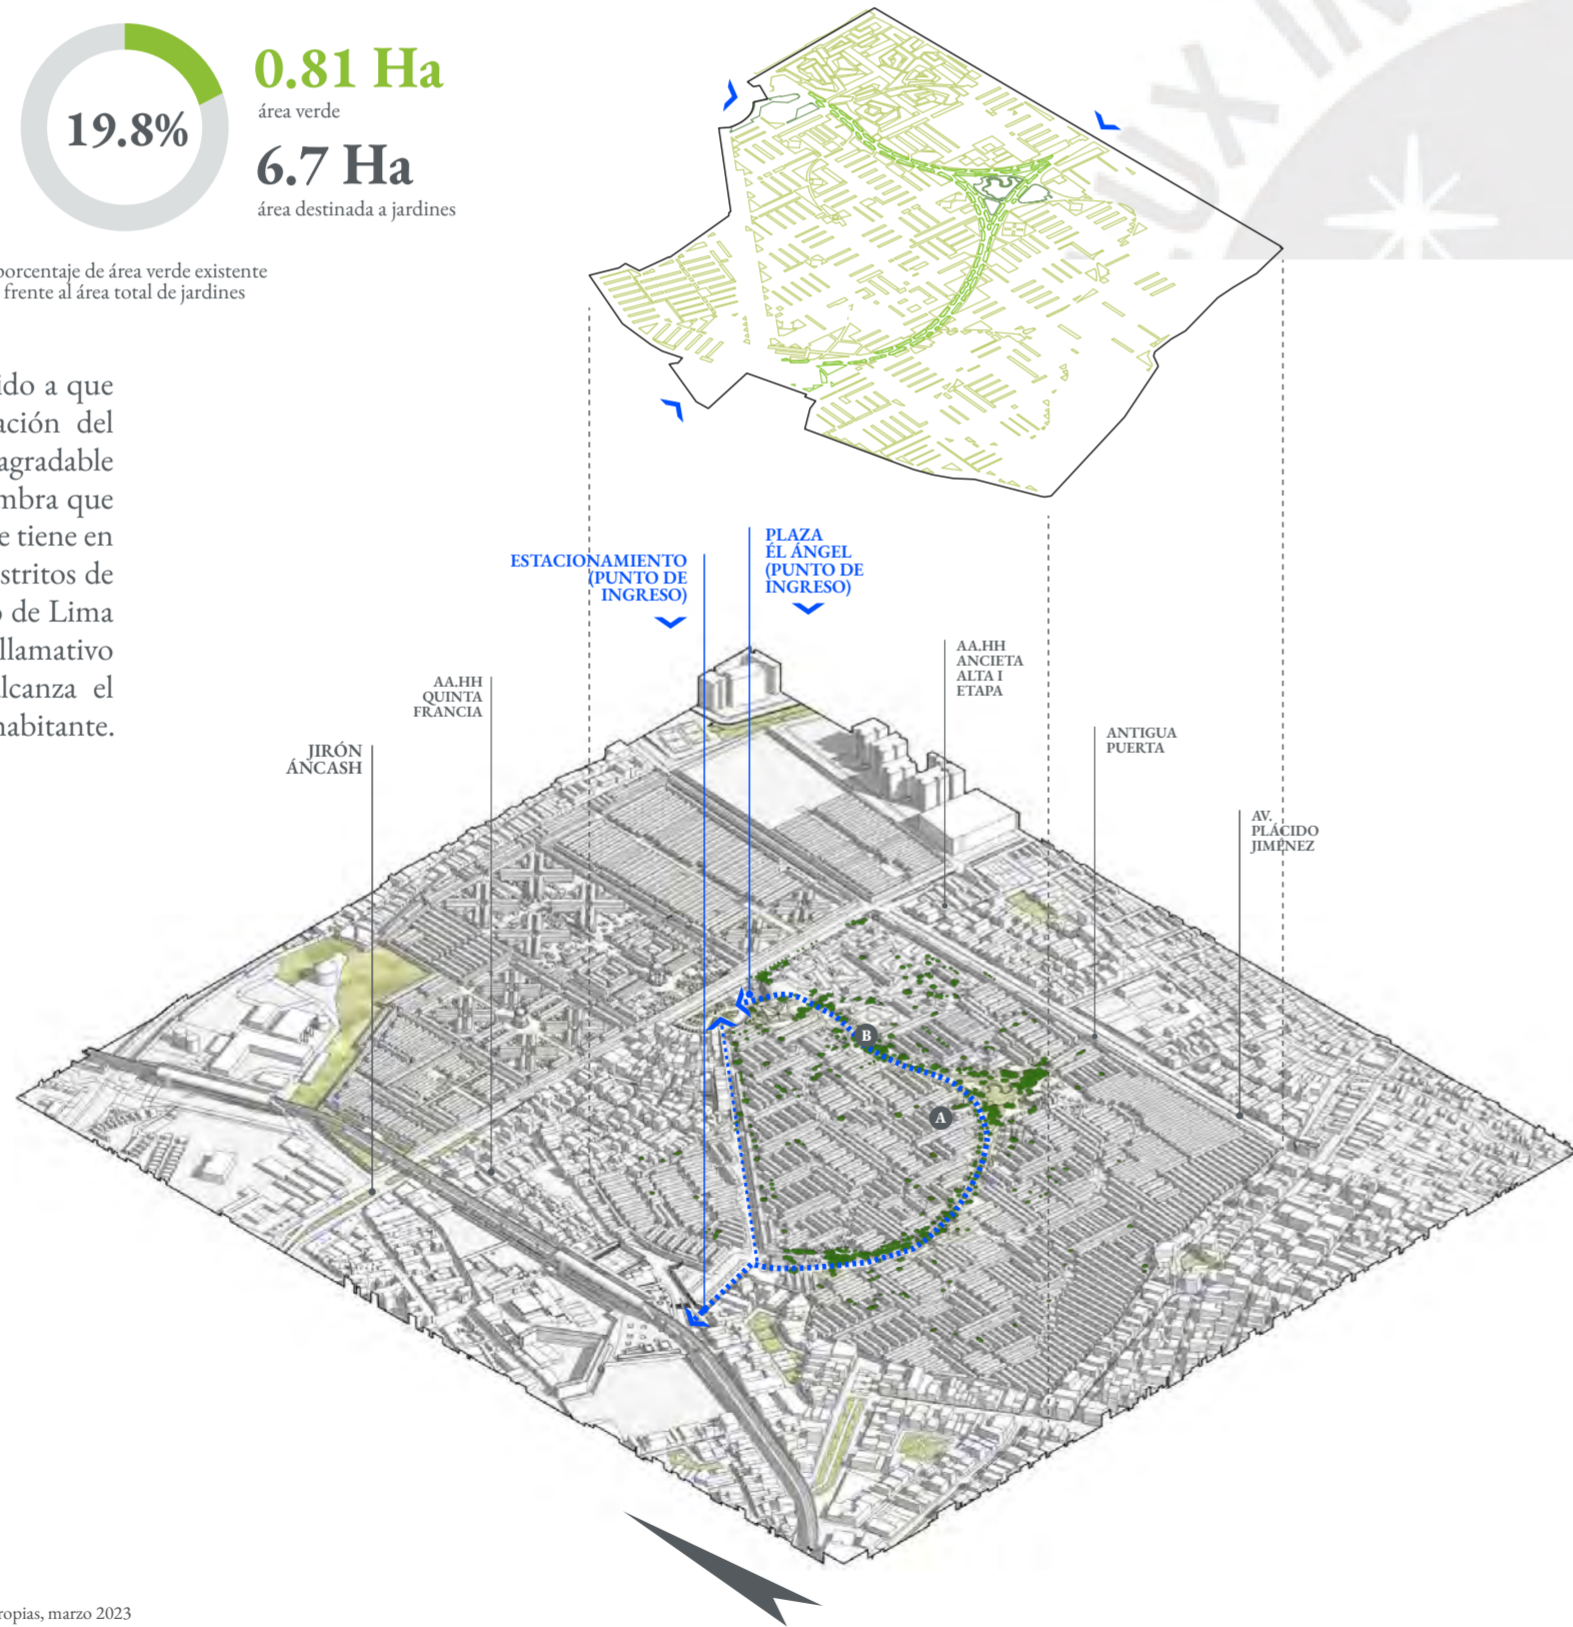 19.8%
0.81 Ha
área verde
6.7 Ha
área destinada a jardines
porcentaje de área verde existente
frente al área total de jardines
ido a que
ación del
agradable
mbra que
e tiene en
stritos de
o de Lima
llamativo
lcanza el
habitante.
UX IN
ESTACIONAMIENTO
(PUNTO DE
INGRESO)
PLAZA
ÉL ÁNGEL
(PUNTO DE
INGRESO)
AA.HH
QUINTA
FRANCIA
JIRÓN
ÁNCASH
AA.HH
ANCIETA
ALTA I
ETAPA
ANTIGUA
PUERTA
AV.
PLÁCIDO
JIMÉNEZ
B
A
ropias, marzo 2023